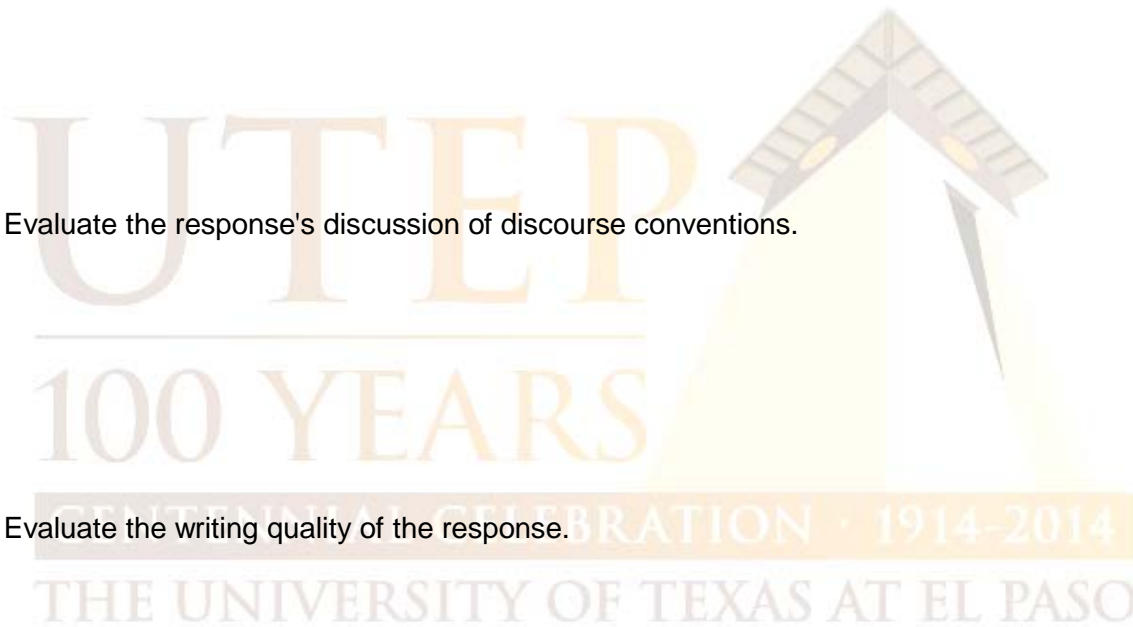 UTEP
Evaluate the response's discussion of discourse conventions.
100 YEARS
Evaluate the writing quality of the response.
CENTENNIAL CELEBRATION · 1914-2014
THE UNIVERSITY OF TEXAS AT EL PASO